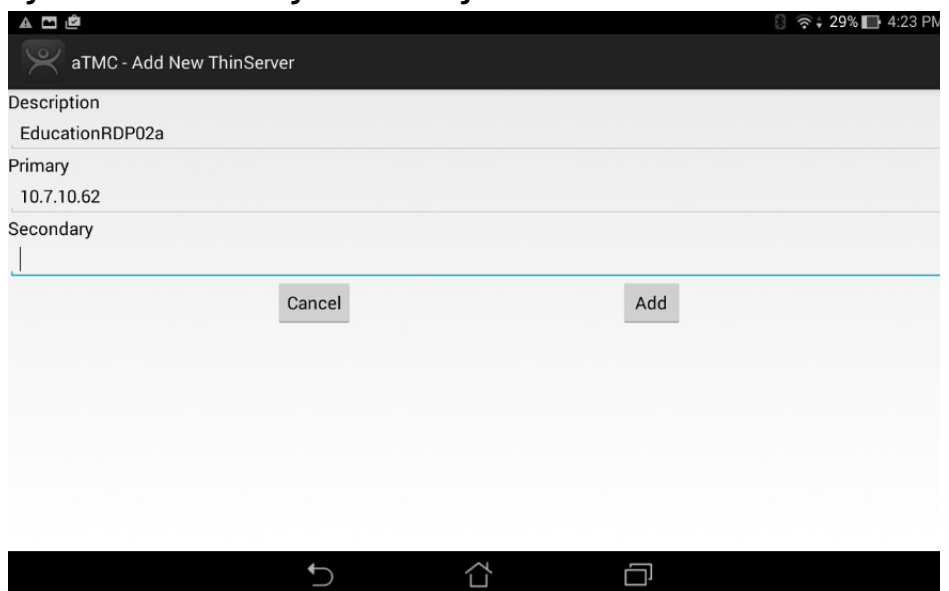 29% 4:23 PM
aTMC - Add New ThinServer
Description
EducationRDP02a
Primary
10.7.10.62
Secondary
Cancel Add